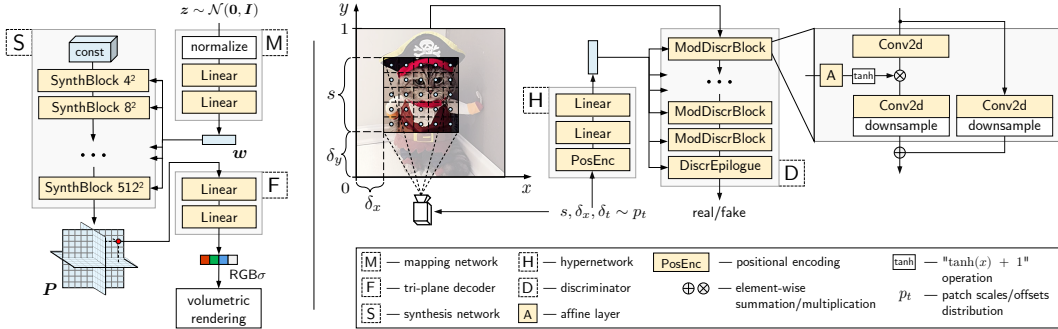 z ∼ 𝒩(0, I)
S
const
SynthBlock 4²
SynthBlock 8²
• • •
SynthBlock 512²
P
M
normalize
Linear
Linear
w
F
Linear
Linear
RGBσ
volumetric
rendering
y
1
s
δy
0
δx
x
H
Linear
Linear
PosEnc
s, δx, δt ∼ pt
ModDiscrBlock
• • •
ModDiscrBlock
ModDiscrBlock
DiscrEpilogue
D
real/fake
Conv2d
A
tanh
Conv2d
downsample
Conv2d
downsample
M — mapping network
F — tri-plane decoder
S — synthesis network
H — hypernetwork
D — discriminator
A — affine layer
PosEnc — positional encoding
⊕⊗ — element-wise
summation/multiplication
tanh — "tanh(x) + 1"
operation
pt — patch scales/offsets
distribution